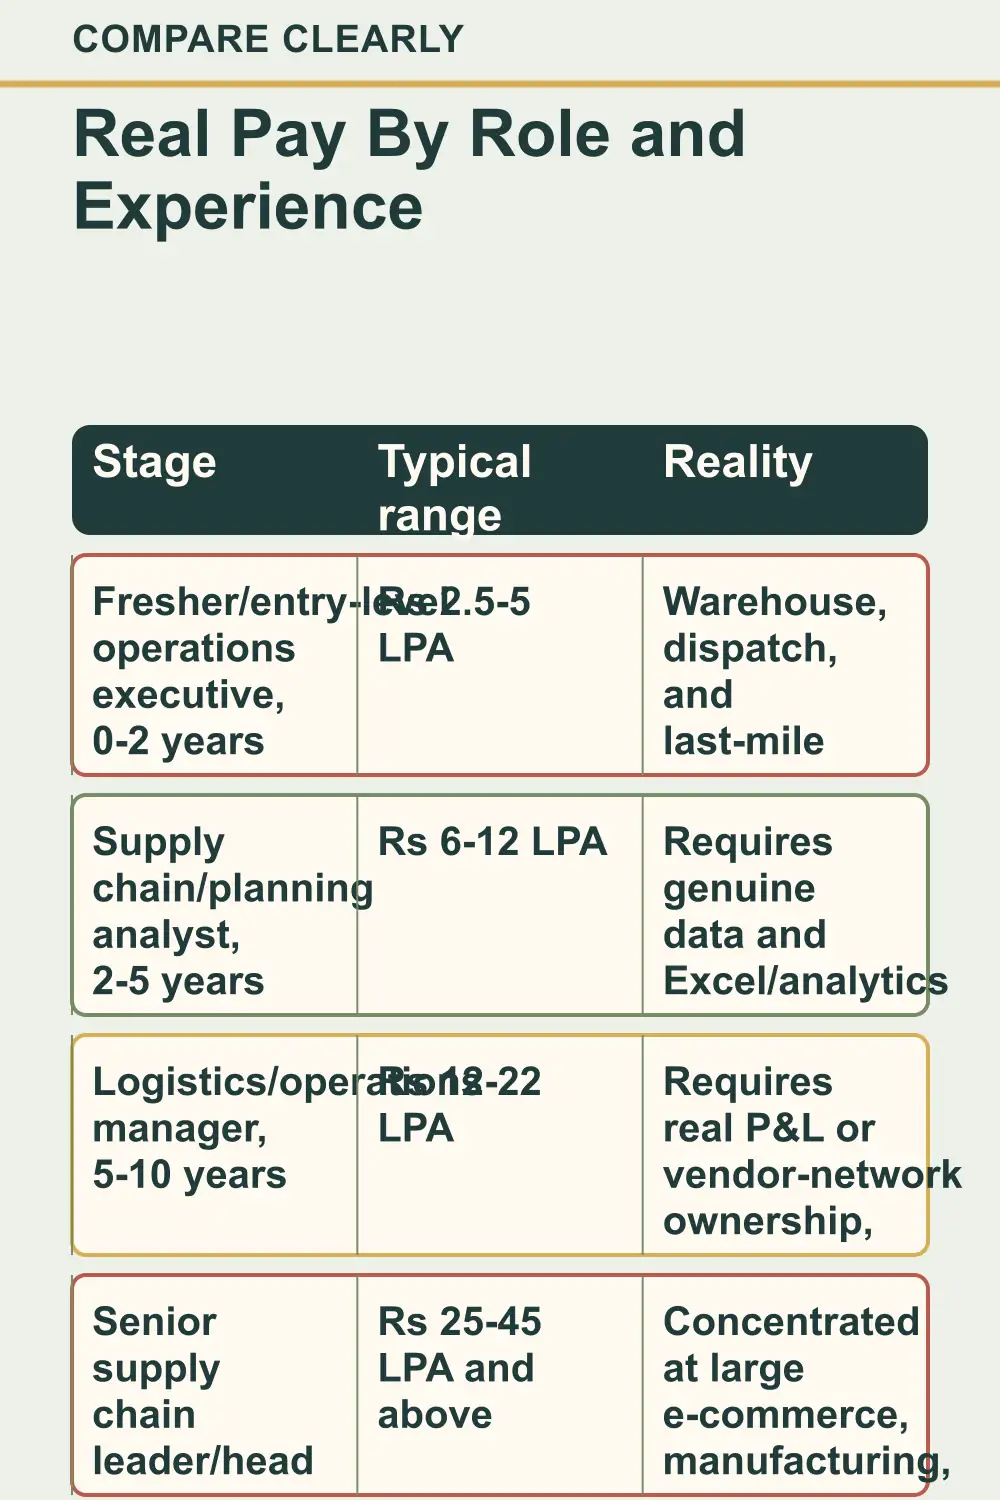 COMPARE CLEARLY
Real Pay By Role and
Experience
Stage
Typical
range
Reality
Fresher/entry-level
operations
executive,
0-2 years
Rs 2.5-5
LPA
Warehouse,
dispatch,
and
last-mile
Supply
chain/planning
analyst,
2-5 years
Rs 6-12 LPA
Requires
genuine
data and
Excel/analytics
Logistics/operations
manager,
5-10 years
Rs 12-22
LPA
Requires
real P&L or
vendor-network
ownership,
Senior
supply
chain
leader/head
Rs 25-45
LPA and
above
Concentrated
at large
e-commerce,
manufacturing,